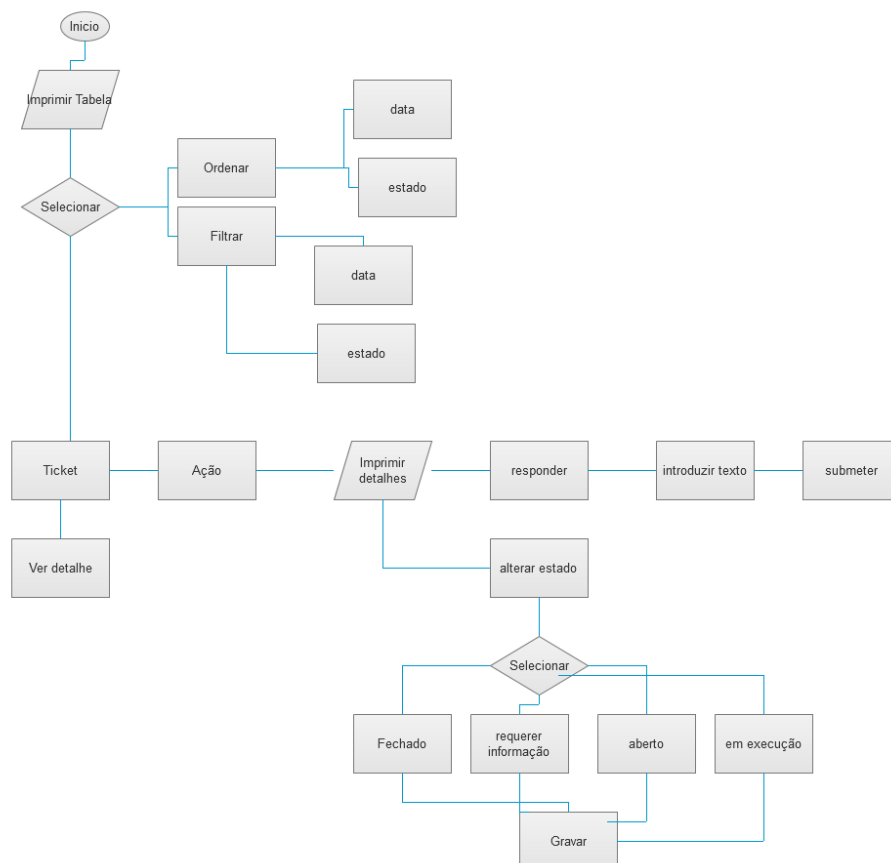 Inicio
Imprimir Tabela
data
Ordenar
estado
Selecionar
Filtrar
data
estado
Ticket
Ação
Imprimir
detalhes
responder
introduzir texto
submeter
Ver detalhe
alterar estado
Selecionar
Fechado
requerer
informação
aberto
em execução
Gravar